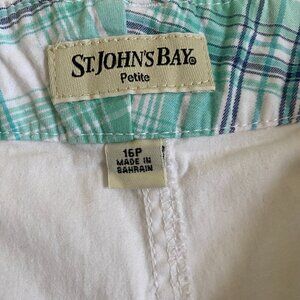 ST. JOHN'S BAY®
Petite
16P
MADE IN
BAHRAIN